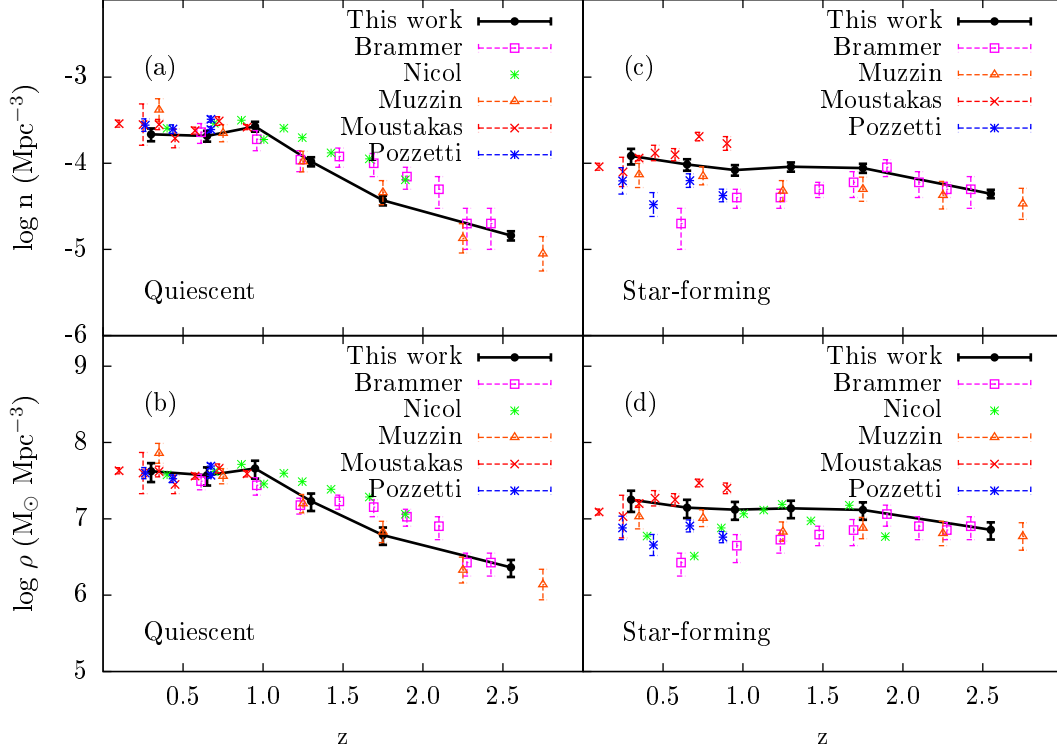 (a)
This work
Brammer
Nicol
Muzzin
Moustakas
Pozzetti
-3
-4
-5
-6
log n (Mpc⁻³)
Quiescent
(c)
This work
Brammer
Muzzin
Moustakas
Pozzetti
Star-forming
(b)
This work
Brammer
Nicol
Muzzin
Moustakas
Pozzetti
9
8
7
6
5
log ρ (M⊙ Mpc⁻³)
Quiescent
0.5 1.0 1.5 2.0 2.5
z
(d)
This work
Brammer
Nicol
Muzzin
Moustakas
Pozzetti
Star-forming
0.5 1.0 1.5 2.0 2.5
z